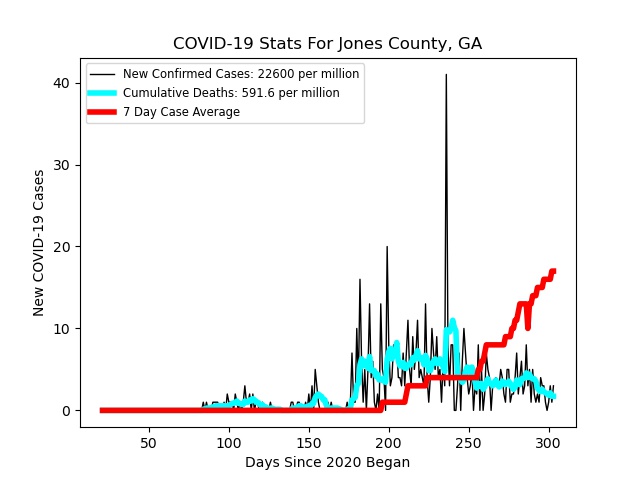 COVID-19 Stats For Jones County, GA
New Confirmed Cases: 22600 per million
Cumulative Deaths: 591.6 per million
7 Day Case Average
New COVID-19 Cases
40
30
20
10
0
50 100 150 200 250 300
Days Since 2020 Began